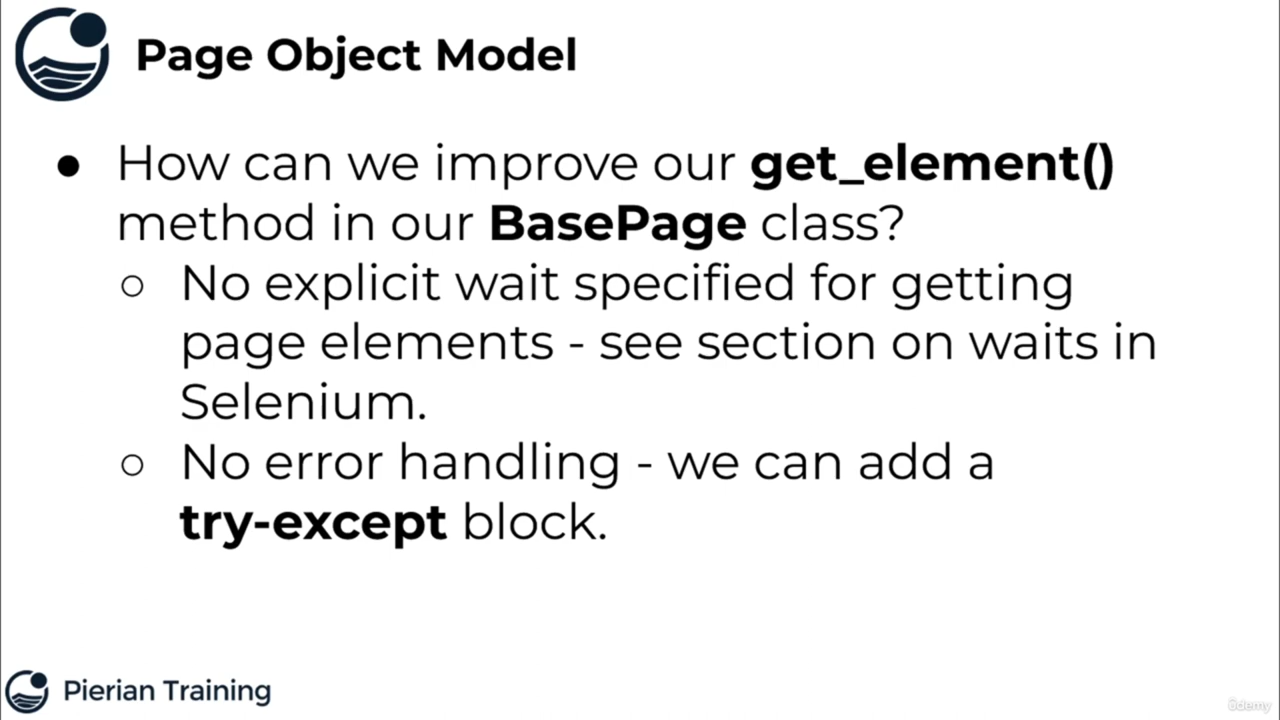 Page Object Model
● How can we improve our get_element()
method in our BasePage class?
○ No explicit wait specified for getting
page elements - see section on waits in
Selenium.
○ No error handling - we can add a
try-except block.
Pierian Training
ûdemy